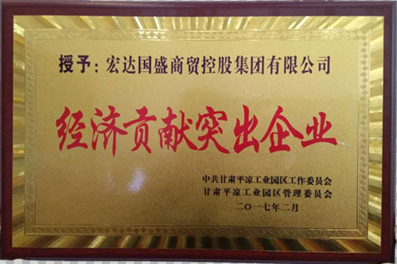 授予：宏达国盛商贸控股集团有限公司
经济贡献突出企业
中共甘肃平凉工业园区工作委员会
甘肃平凉工业园区管理委员会
二〇一七年二月